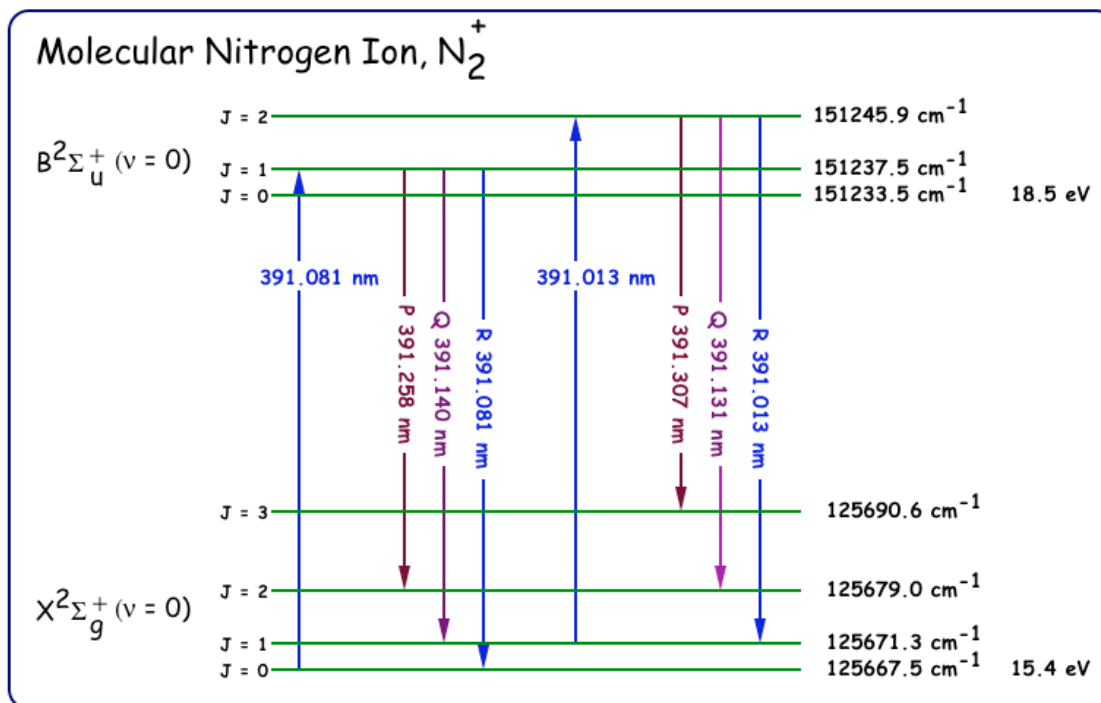 Molecular Nitrogen Ion, N₂⁺
J = 2 151245.9 cm⁻¹
B²Σᵤ⁺ (ν = 0)
J = 1 151237.5 cm⁻¹
J = 0 151233.5 cm⁻¹ 18.5 eV
391.081 nm
391.013 nm
P 391.258 nm
Q 391.140 nm
R 391.081 nm
P 391.307 nm
Q 391.131 nm
R 391.013 nm
J = 3 125690.6 cm⁻¹
J = 2 125679.0 cm⁻¹
X²Σg⁺ (ν = 0)
J = 1 125671.3 cm⁻¹
J = 0 125667.5 cm⁻¹ 15.4 eV